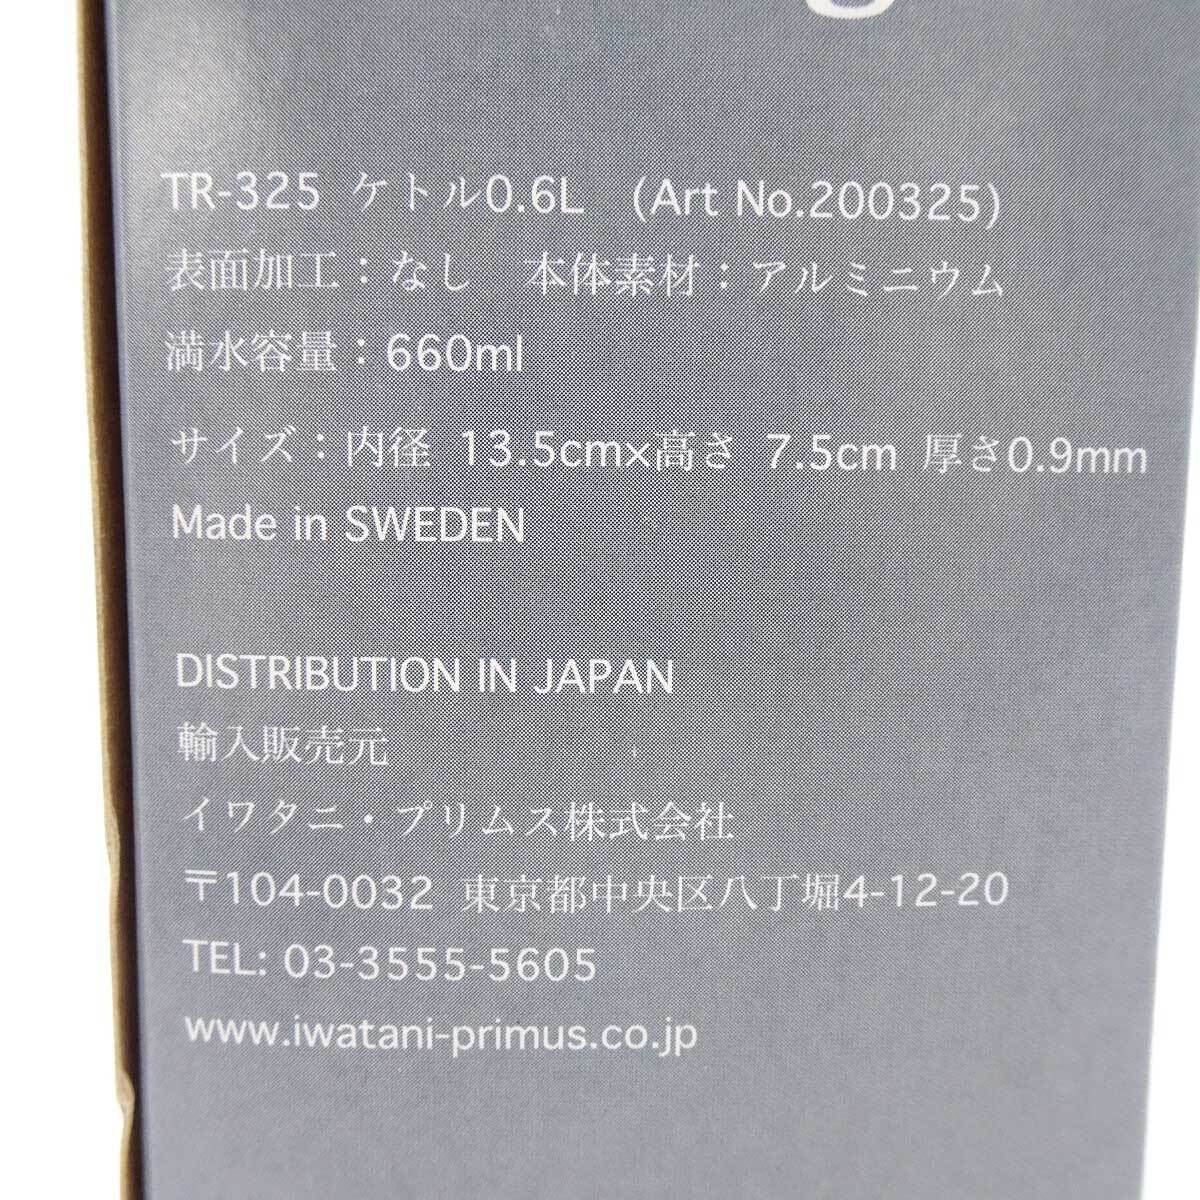 TR-325 ケトル0.6L (Art No.200325)
表面加工：なし 本体素材：アルミニウム
満水容量：660ml
サイズ：内径 13.5cm×高さ 7.5cm 厚さ0.9mm
Made in SWEDEN
DISTRIBUTION IN JAPAN
輸入販売元
イワタニ・プリムス株式会社
〒104-0032 東京都中央区八丁堀4-12-20
TEL: 03-3555-5605
www.iwatani-primus.co.jp